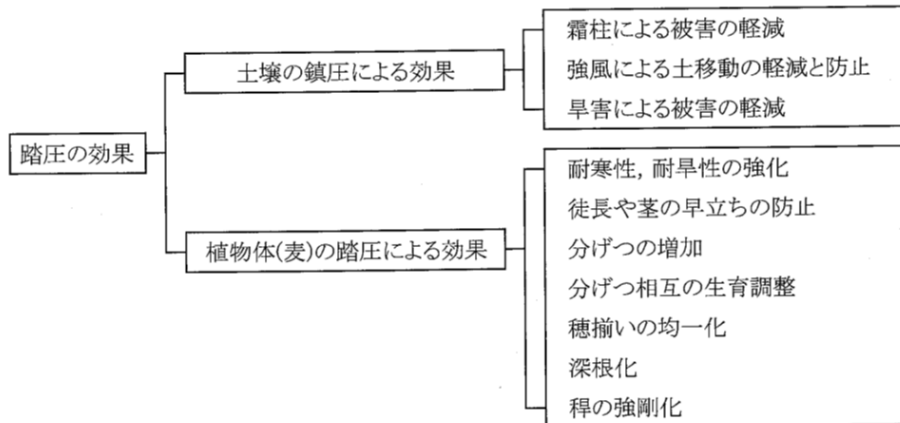 踏圧の効果
土壌の鎮圧による効果
霜柱による被害の軽減
強風による土移動の軽減と防止
旱害による被害の軽減
植物体(麦)の踏圧による効果
耐寒性，耐旱性の強化
徒長や茎の早立ちの防止
分げつの増加
分げつ相互の生育調整
穂揃いの均一化
深根化
稈の強剛化